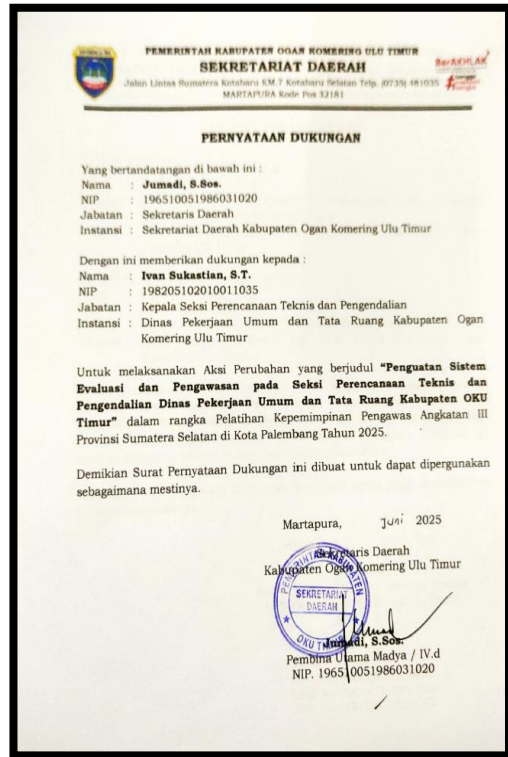 PEMERINTAH KABUPATEN OGAN KOMERING ULU TIMUR
SEKRETARIAT DAERAH
BerAKHLAK
Jalan Lintas Sumatera Kotabaru KM.7 Kotabaru Selatan Telp. (0735) 481035
MARTAPURA Kode Pos 32181
PERNYATAAN DUKUNGAN
Yang bertandatangan di bawah ini :
Nama : Jumadi, S.Sos.
NIP : 196510051986031020
Jabatan : Sekretaris Daerah
Instansi : Sekretariat Daerah Kabupaten Ogan Komering Ulu Timur
Dengan ini memberikan dukungan kepada :
Nama : Ivan Sukastian, S.T.
NIP : 198205102010011035
Jabatan : Kepala Seksi Perencanaan Teknis dan Pengendalian
Instansi : Dinas Pekerjaan Umum dan Tata Ruang Kabupaten Ogan
Komering Ulu Timur
Untuk melaksanakan Aksi Perubahan yang berjudul “Penguatan Sistem
Evaluasi dan Pengawasan pada Seksi Perencanaan Teknis dan
Pengendalian Dinas Pekerjaan Umum dan Tata Ruang Kabupaten OKU
Timur” dalam rangka Pelatihan Kepemimpinan Pengawas Angkatan III
Provinsi Sumatera Selatan di Kota Palembang Tahun 2025.
Demikian Surat Pernyataan Dukungan ini dibuat untuk dapat dipergunakan
sebagaimana mestinya.
Martapura, Juni 2025
Sekretaris Daerah
Kabupaten Ogan Komering Ulu Timur
PEMERINTAH KABUPATEN
SEKRETARIAT
DAERAH
OKU TIMUR
Jumadi, S.Sos.
Pembina Utama Madya / IV.d
NIP. 196510051986031020